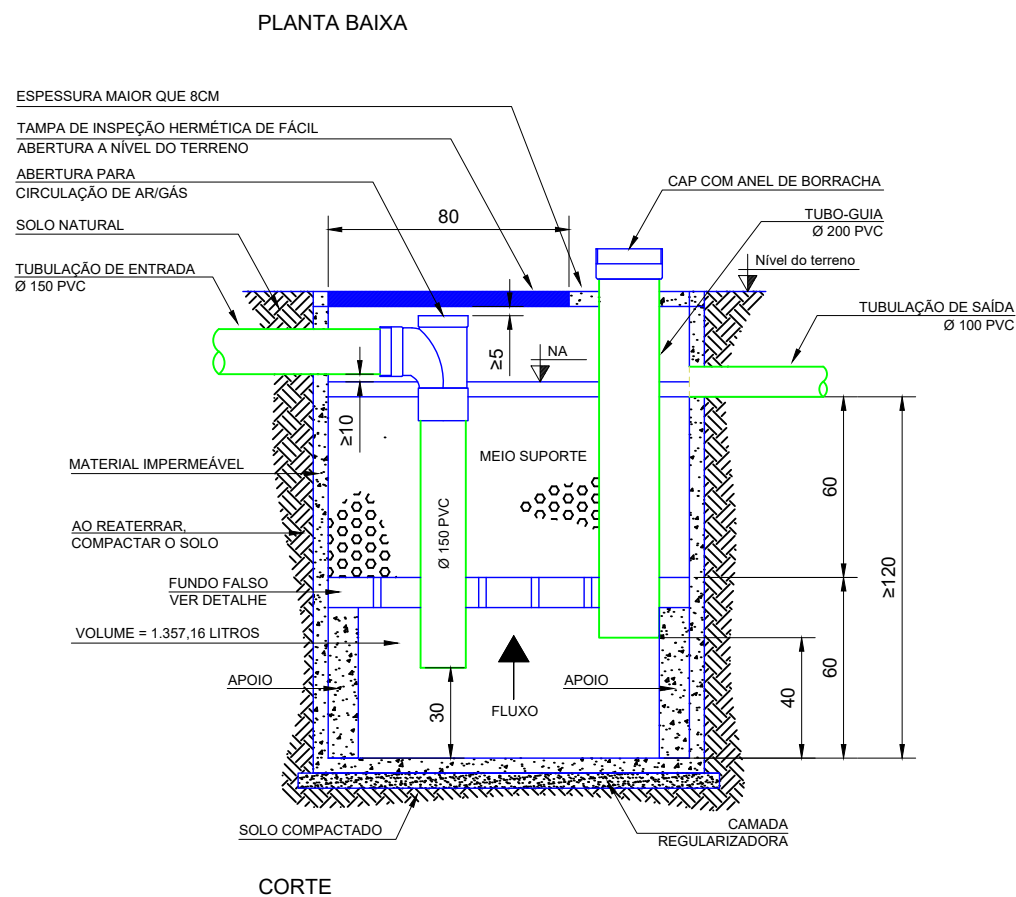 PLANTA BAIXA
ESPESSURA MAIOR QUE 8CM
TAMPA DE INSPEÇÃO HERMÉTICA DE FÁCIL
ABERTURA A NÍVEL DO TERRENO
ABERTURA PARA
CIRCULAÇÃO DE AR/GÁS
SOLO NATURAL
TUBULAÇÃO DE ENTRADA
Ø 150 PVC
80
CAP COM ANEL DE BORRACHA
TUBO-GUIA
Ø 200 PVC
Nível do terreno
TUBULAÇÃO DE SAÍDA
Ø 100 PVC
≥5
NA
≥10
MEIO SUPORTE
MATERIAL IMPERMEÁVEL
Ø 150 PVC
60
AO REATERRAR,
COMPACTAR O SOLO
≥120
FUNDO FALSO
VER DETALHE
VOLUME = 1.357,16 LITROS
60
APOIO
APOIO
30
FLUXO
40
SOLO COMPACTADO
CAMADA
REGULARIZADORA
CORTE